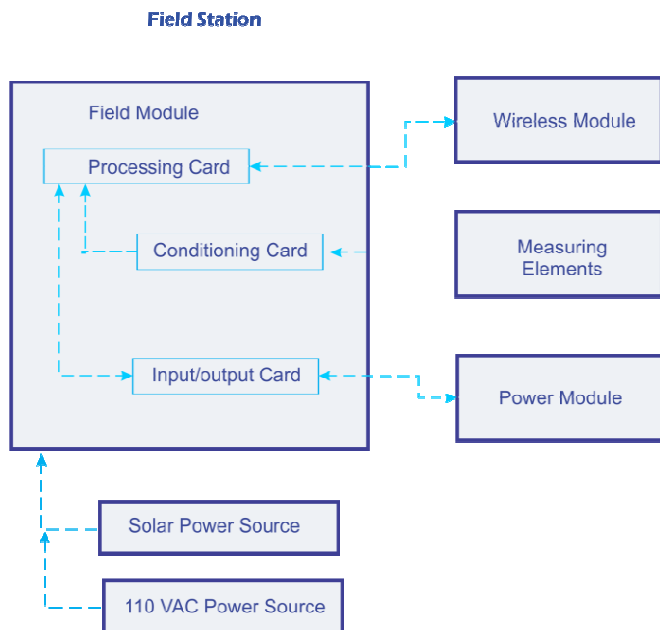 Field Station
Field Module
Processing Card
Conditioning Card
Input/output Card
Wireless Module
Measuring
Elements
Power Module
Solar Power Source
110 VAC Power Source